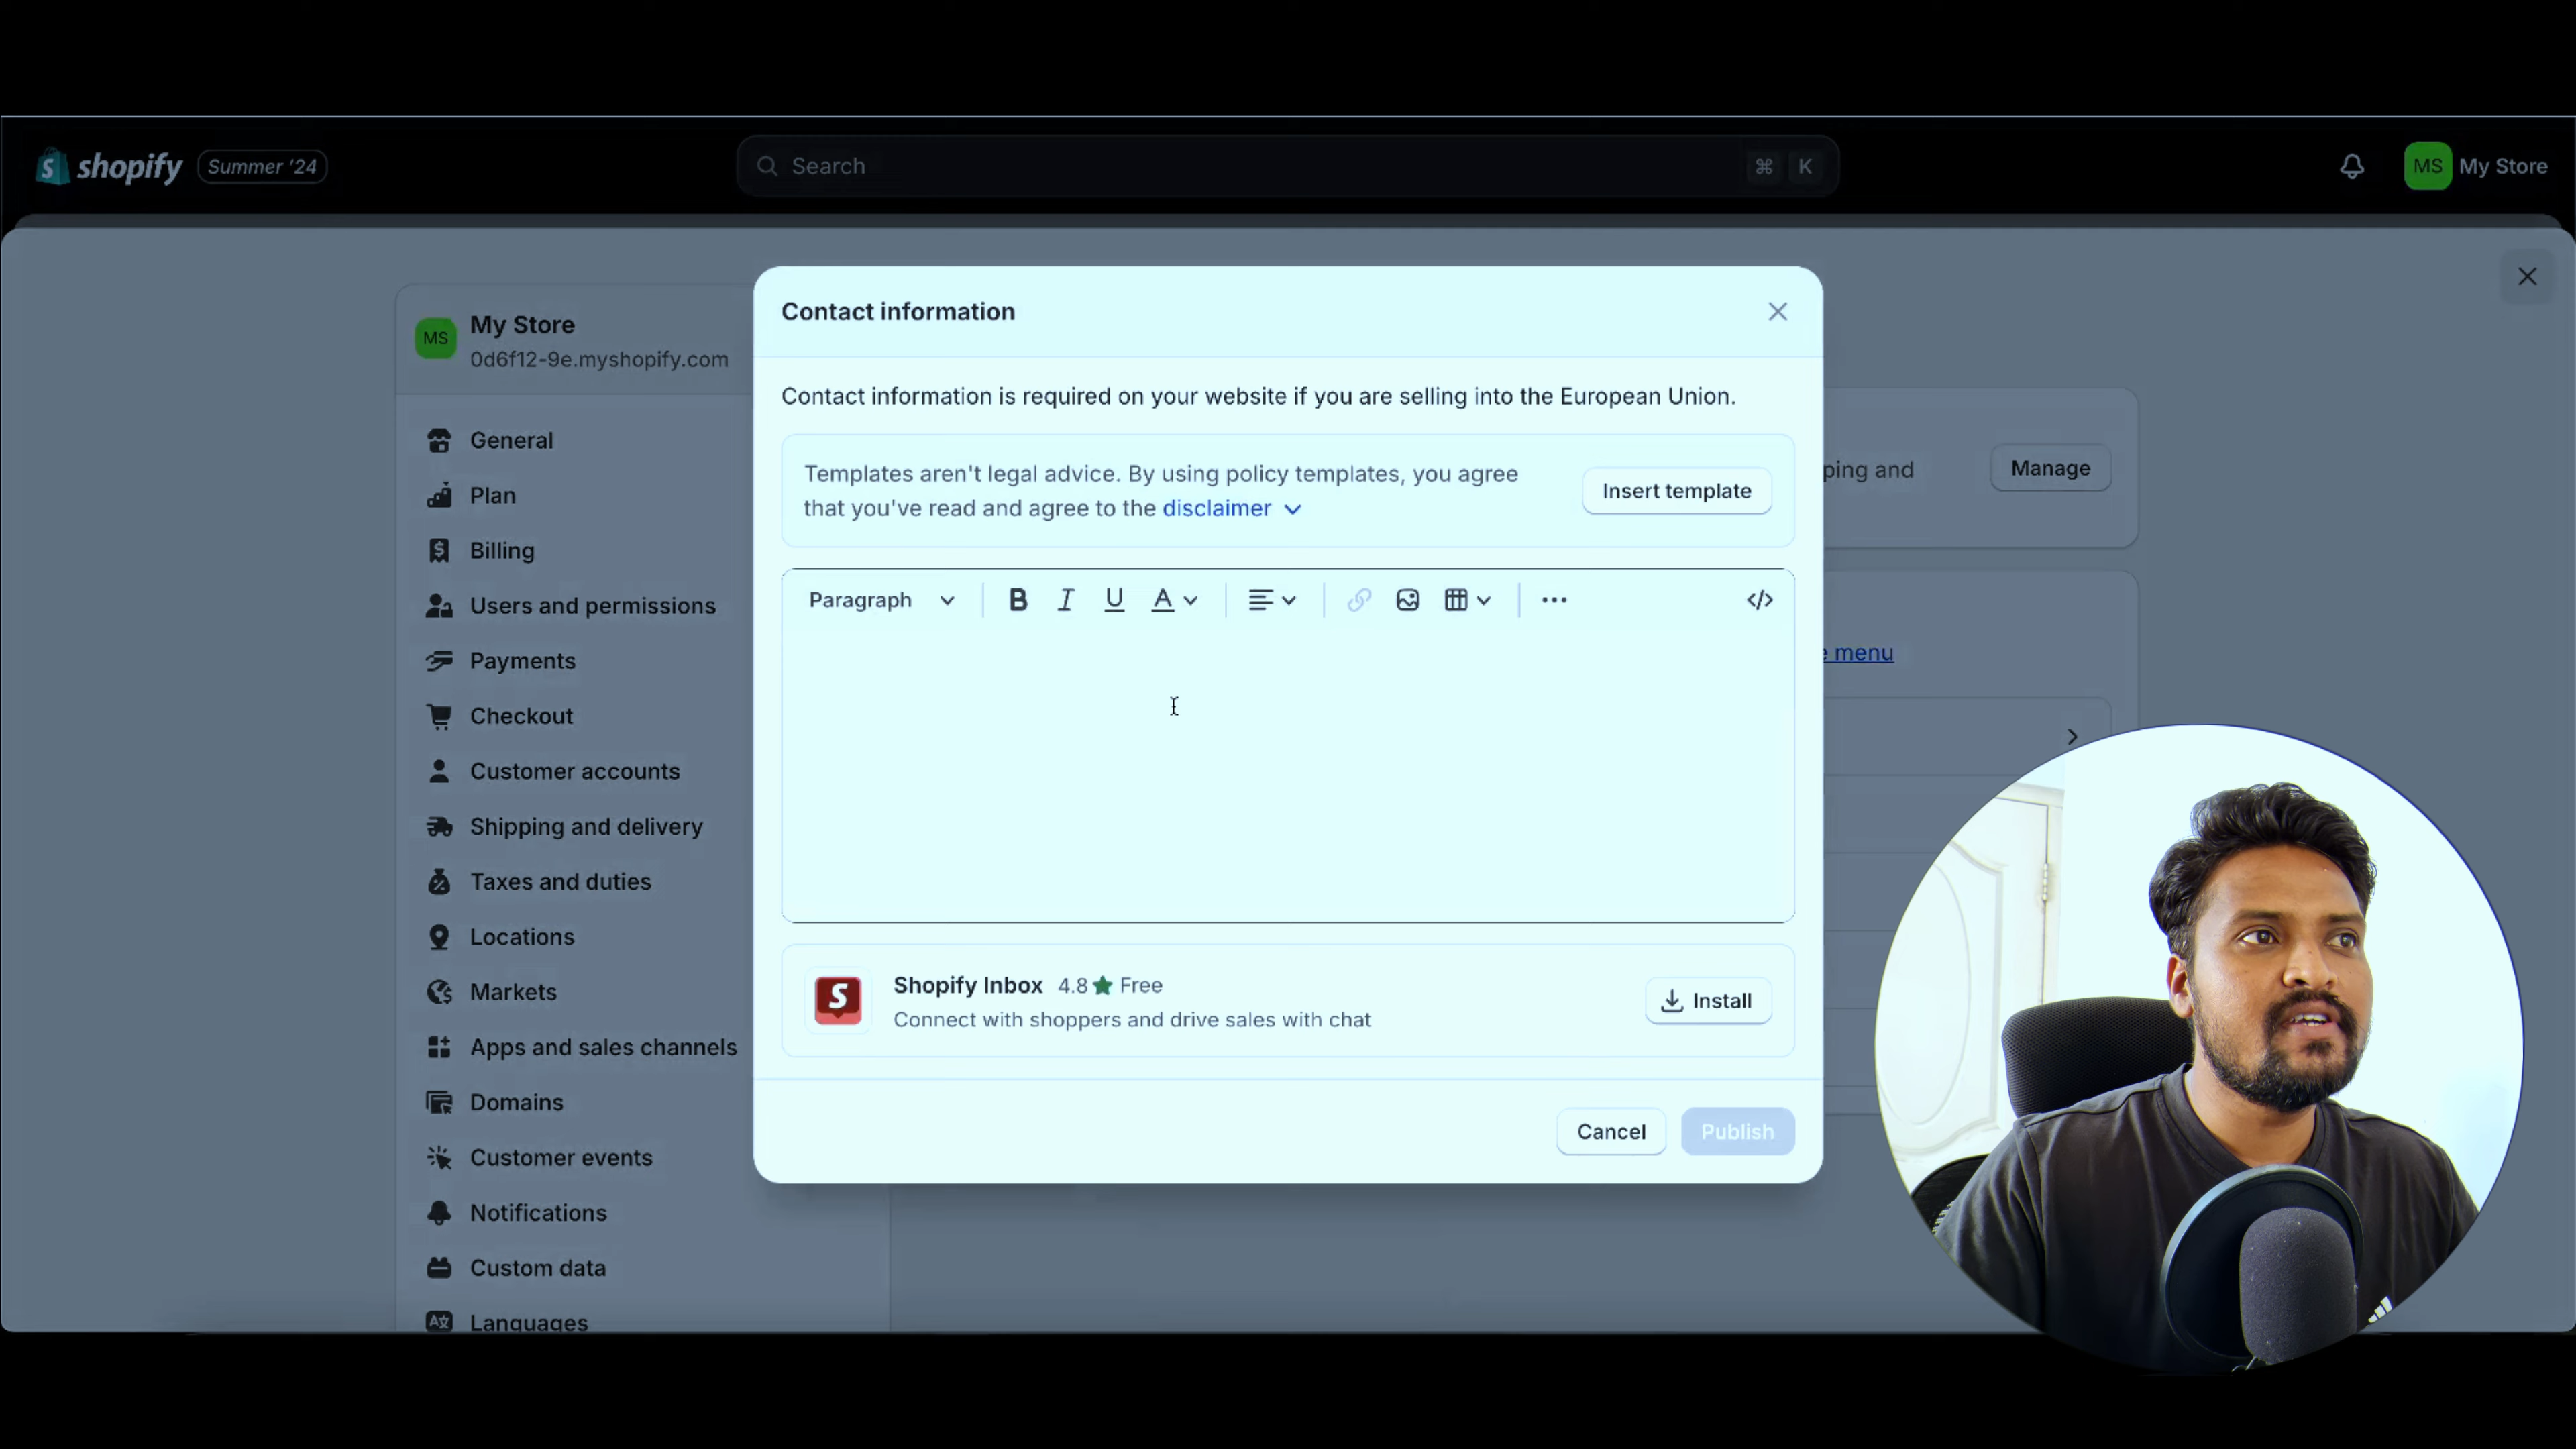 shopify Summer '24
Search
⌘ K
MS My Store
MS
My Store
0d6f12-9e.myshopify.com
General
Plan
Billing
Users and permissions
Payments
Checkout
Customer accounts
Shipping and delivery
Taxes and duties
Locations
Markets
Apps and sales channels
Domains
Customer events
Notifications
Custom data
Languages
Contact information
Contact information is required on your website if you are selling into the European Union.
Templates aren't legal advice. By using policy templates, you agree
that you've read and agree to the disclaimer
Insert template
Paragraph
B I U A
Shopify Inbox 4.8 Free
Connect with shoppers and drive sales with chat
Install
Cancel
Publish
and
Manage
menu